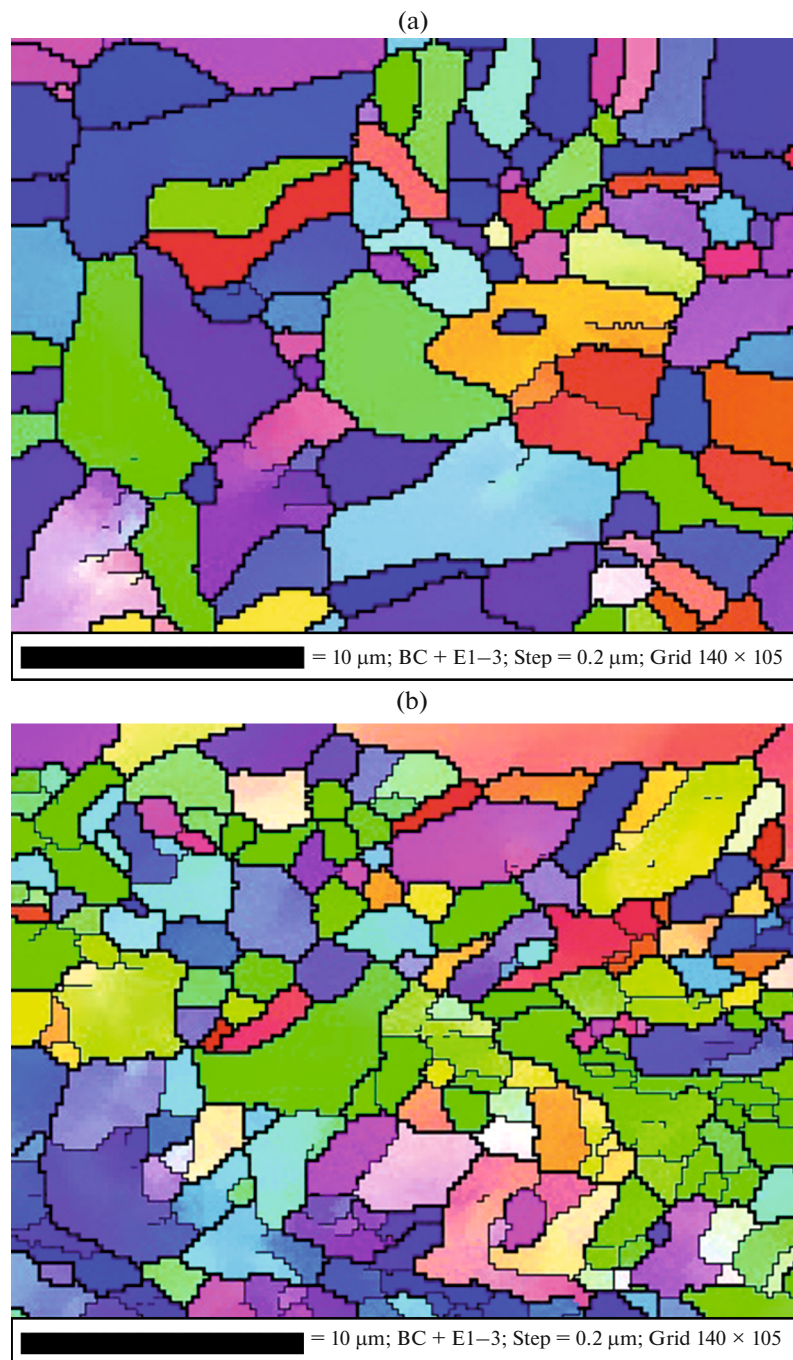 (a)
= 10 μm; BC + E1–3; Step = 0.2 μm; Grid 140 × 105
(b)
= 10 μm; BC + E1–3; Step = 0.2 μm; Grid 140 × 105